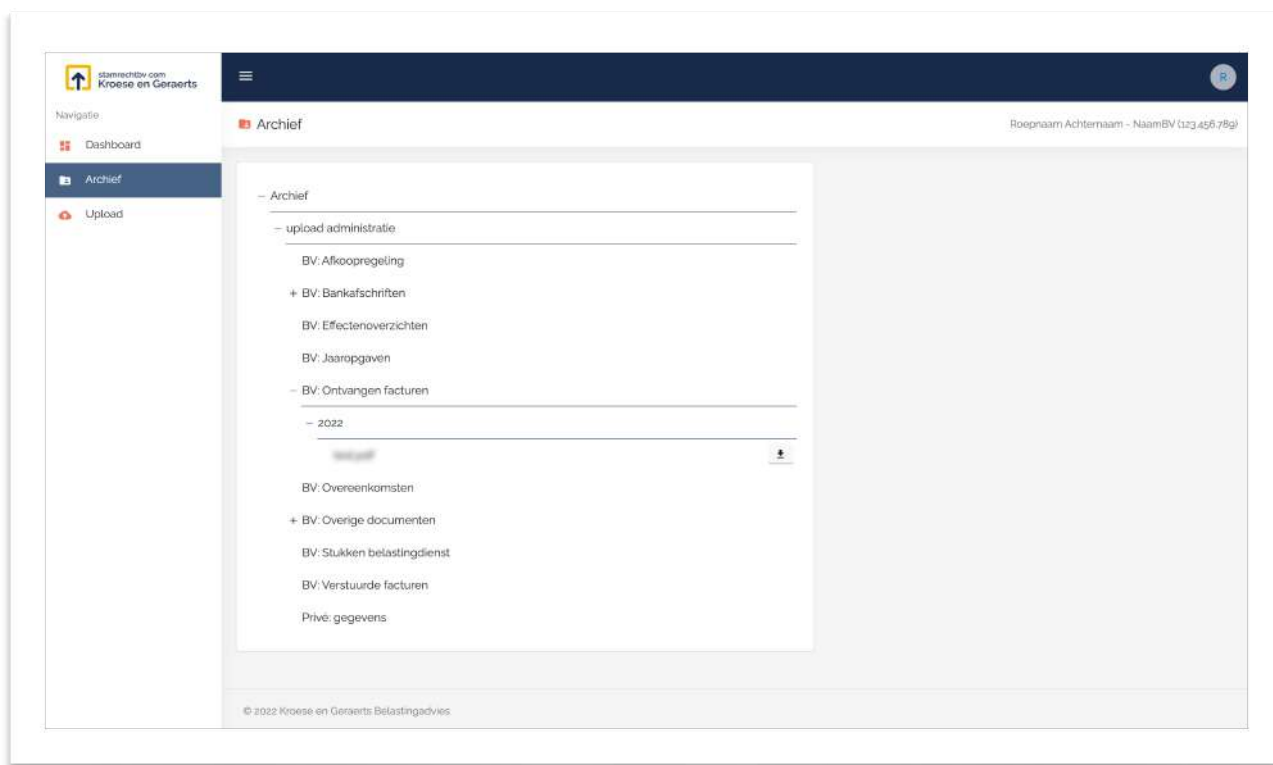 stamrechtbv.com
Kroese en Geraerts
R
Navigatie
Archief
Roepnaam Achternaam - NaamBV (123.456.789)
Dashboard
Archief
Upload
– Archief
– upload administratie
BV: Afkoopregeling
+ BV: Bankafschriften
BV: Effectenoverzichten
BV: Jaaropgaven
– BV: Ontvangen facturen
– 2022
BV: Overeenkomsten
+ BV: Overige documenten
BV: Stukken belastingdienst
BV: Verstuurde facturen
Privé: gegevens
© 2022 Kroese en Geraerts Belastingadvies